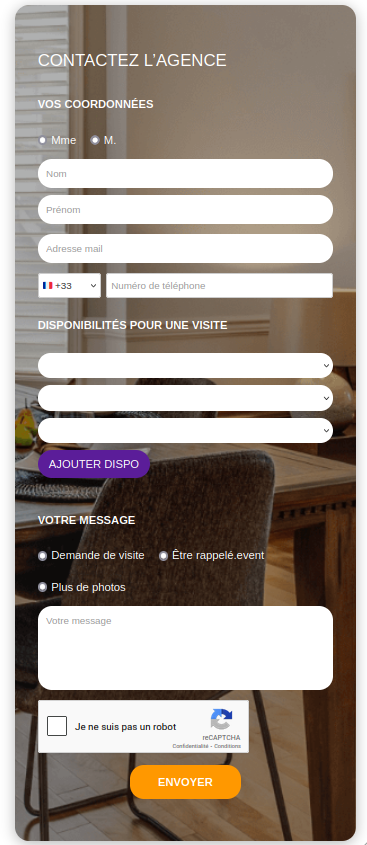 CONTACTEZ L'AGENCE
VOS COORDONNÉES
Mme M.
Nom
Prénom
Adresse mail
+33 Numéro de téléphone
DISPONIBILITÉS POUR UNE VISITE
AJOUTER DISPO
VOTRE MESSAGE
Demande de visite Être rappelé.event
Plus de photos
Votre message
Je ne suis pas un robot
reCAPTCHA
Confidentialité - Conditions
ENVOYER